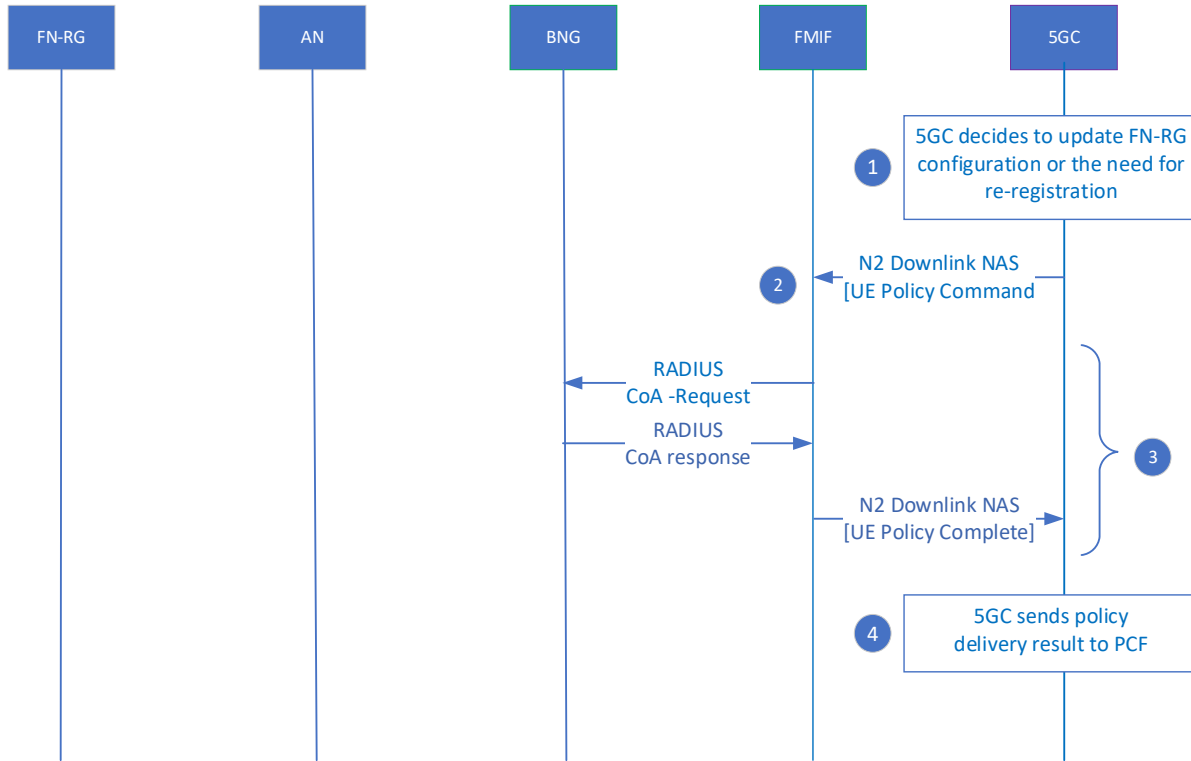 FN-RG
AN
BNG
FMIF
5GC
1
5GC decides to update FN-RG
configuration or the need for
re-registration
2
N2 Downlink NAS
[UE Policy Command
RADIUS
CoA -Request
RADIUS
CoA response
3
N2 Downlink NAS
[UE Policy Complete]
4
5GC sends policy
delivery result to PCF